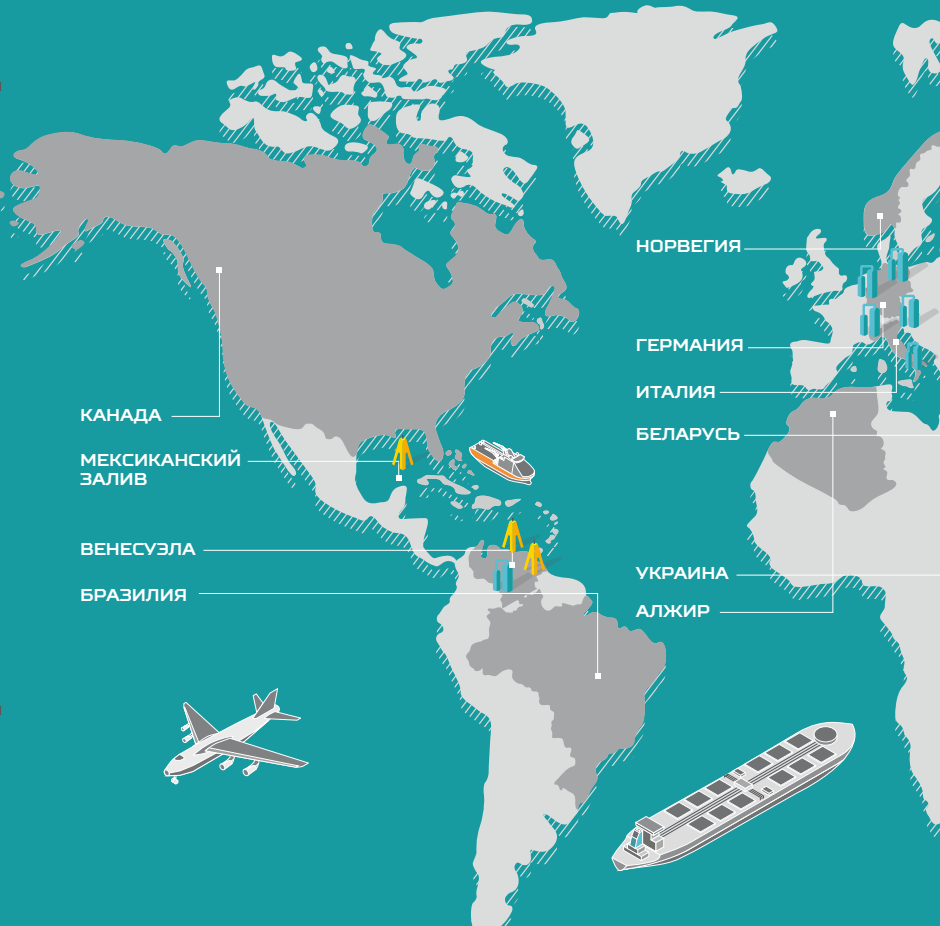 НОРВЕГИЯ
ГЕРМАНИЯ
ИТАЛИЯ
БЕЛАРУСЬ
КАНАДА
МЕКСИКАНСКИЙ
ЗАЛИВ
ВЕНЕСУЭЛА
БРАЗИЛИЯ
УКРАИНА
АЛЖИР